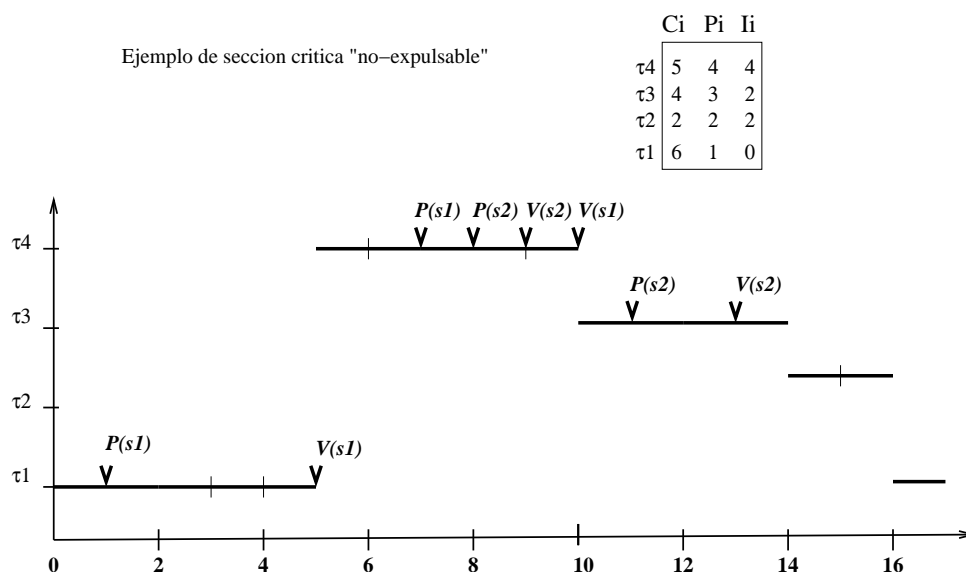 Ci Pi Ii
Ejemplo de seccion critica "no−expulsable"
τ4 5 4 4
τ3 4 3 2
τ2 2 2 2
τ1 6 1 0
P(s1) P(s2) V(s2) V(s1)
τ4
P(s2) V(s2)
τ3
τ2
P(s1) V(s1)
τ1
0 2 4 6 8 10 12 14 16